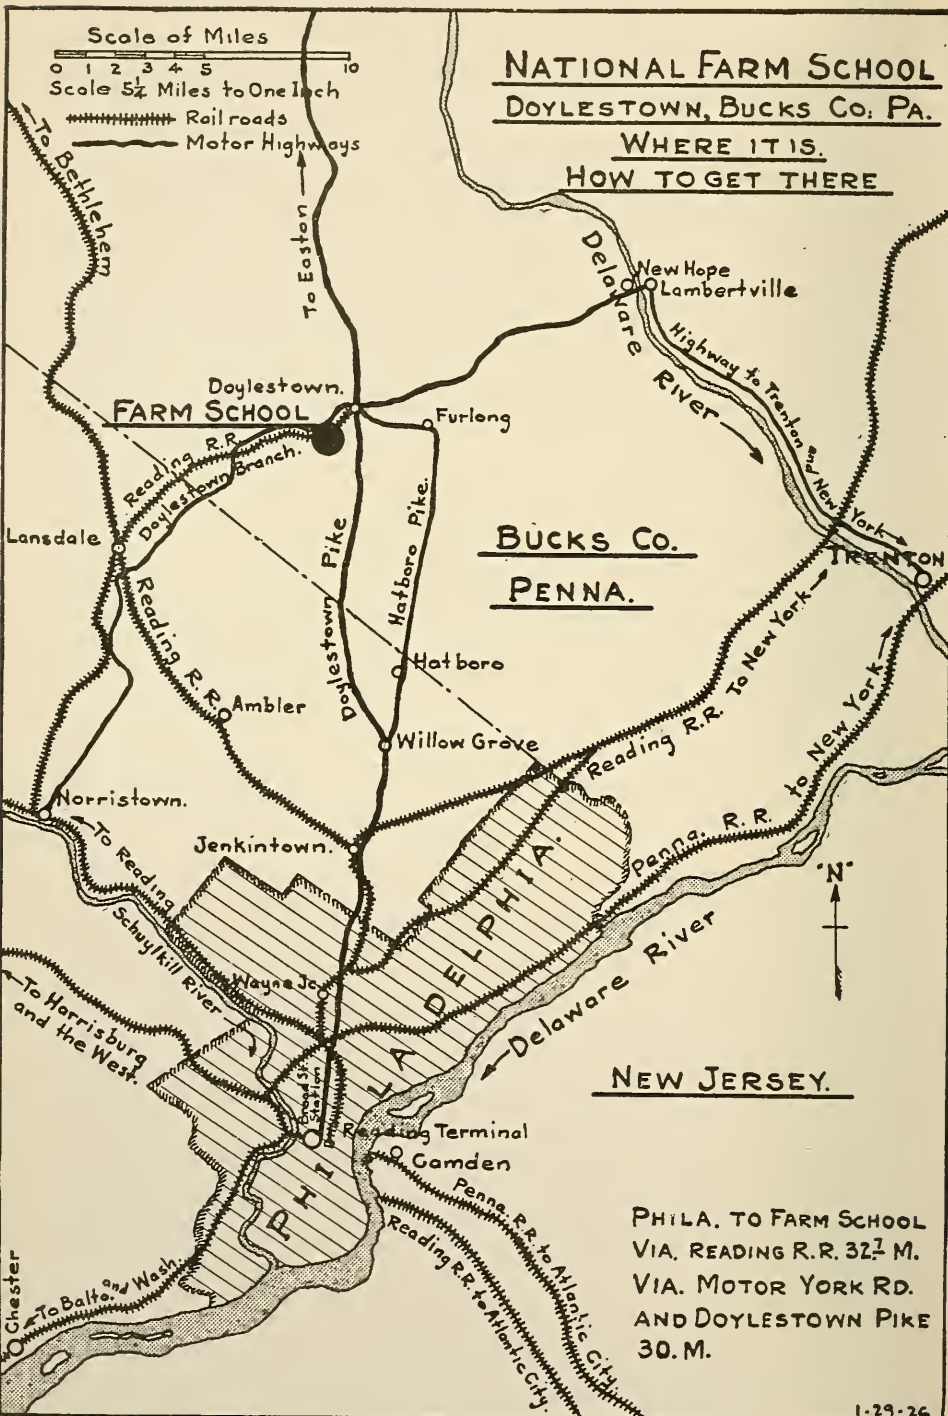 Scale of Miles
0 1 2 3 4 5 10
Scale 5¼ Miles to One Inch
Railroads
Motor Highways
NATIONAL FARM SCHOOL
DOYLESTOWN, BUCKS CO. PA.
WHERE IT IS.
HOW TO GET THERE
To Bethlehem
To Easton
Delaware
River
New Hope
Lambertville
Highway to Trenton and New York
Doylestown.
FARM SCHOOL
Furlong
Reading R.R.
Doylestown Branch.
Lansdale
BUCKS CO.
PENNA.
TRENTON
Doylestown Pike
Hatboro Pike.
Hatboro
Reading R.R.
Ambler
Willow Grove
Reading R.R. To New York
Norristown.
Jenkintown.
To Reading
Schuylkill River
Penna. R.R. to New York
"N"
Wayne Jc.
To Harrisburg
and the West.
PHILADELPHIA.
Delaware River
NEW JERSEY.
Broad St.
Station
Reading Terminal
Camden
Penna. R.R. to Atlantic City.
Reading R.R. to Atlantic City.
Chester
To Balto. and Wash.
PHILA. TO FARM SCHOOL
VIA. READING R.R. 32.7 M.
VIA. MOTOR YORK RD.
AND DOYLESTOWN PIKE
30. M.
1-29-26